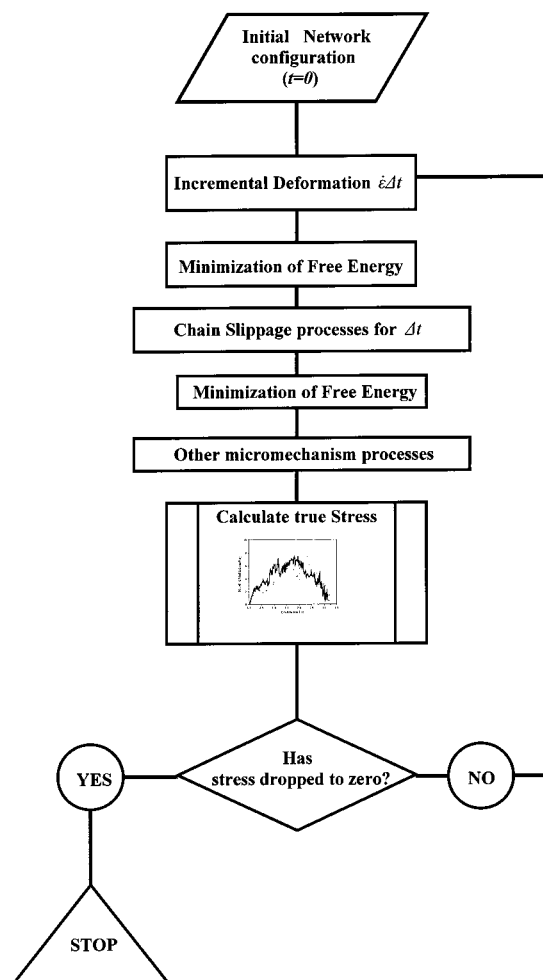 Initial Network
configuration
(t=0)
Incremental Deformation ε̇Δt
Minimization of Free Energy
Chain Slippage processes for Δt
Minimization of Free Energy
Other micromechanism processes
Calculate true Stress
Has
stress dropped to zero?
YES
NO
STOP